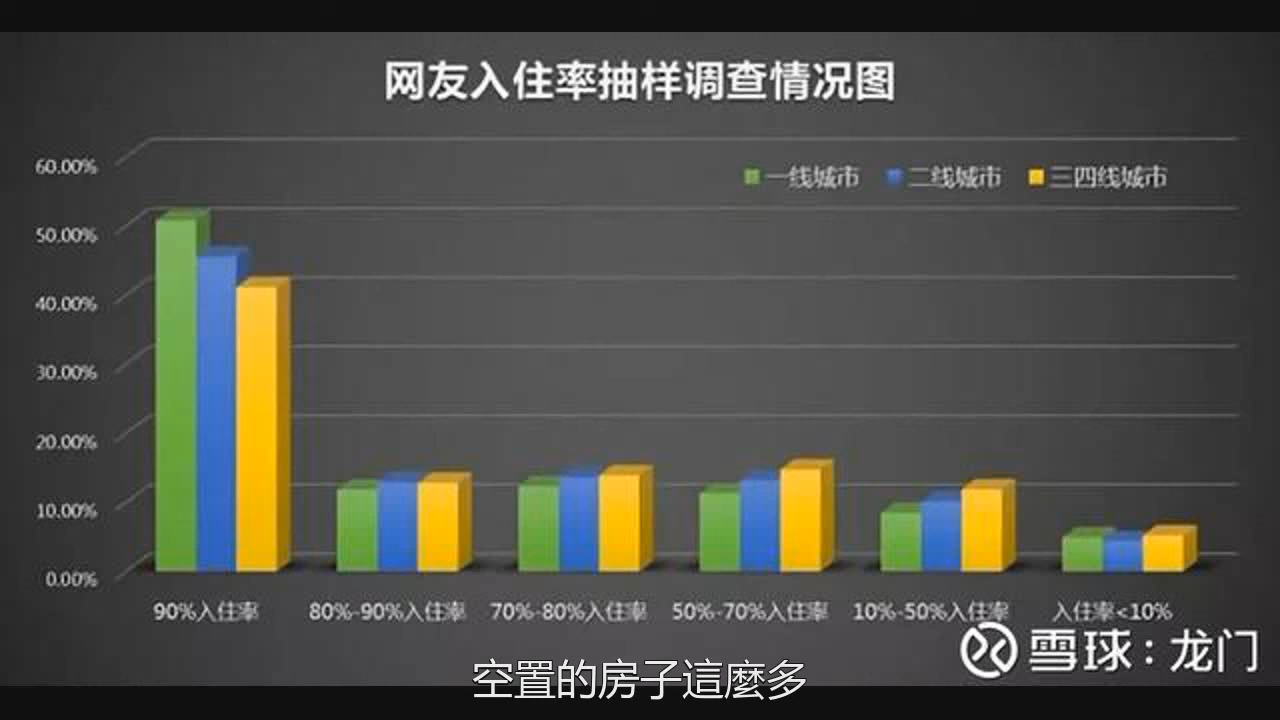 网友入住率抽样调查情况图
60.00%
一线城市 二线城市 三四线城市
50.00%
40.00%
30.00%
20.00%
10.00%
0.00%
90%入住率 80%-90%入住率 70%-80%入住率 50%-70%入住率 10%-50%入住率 入住率<10%
雪球：龙门
空置的房子這麼多